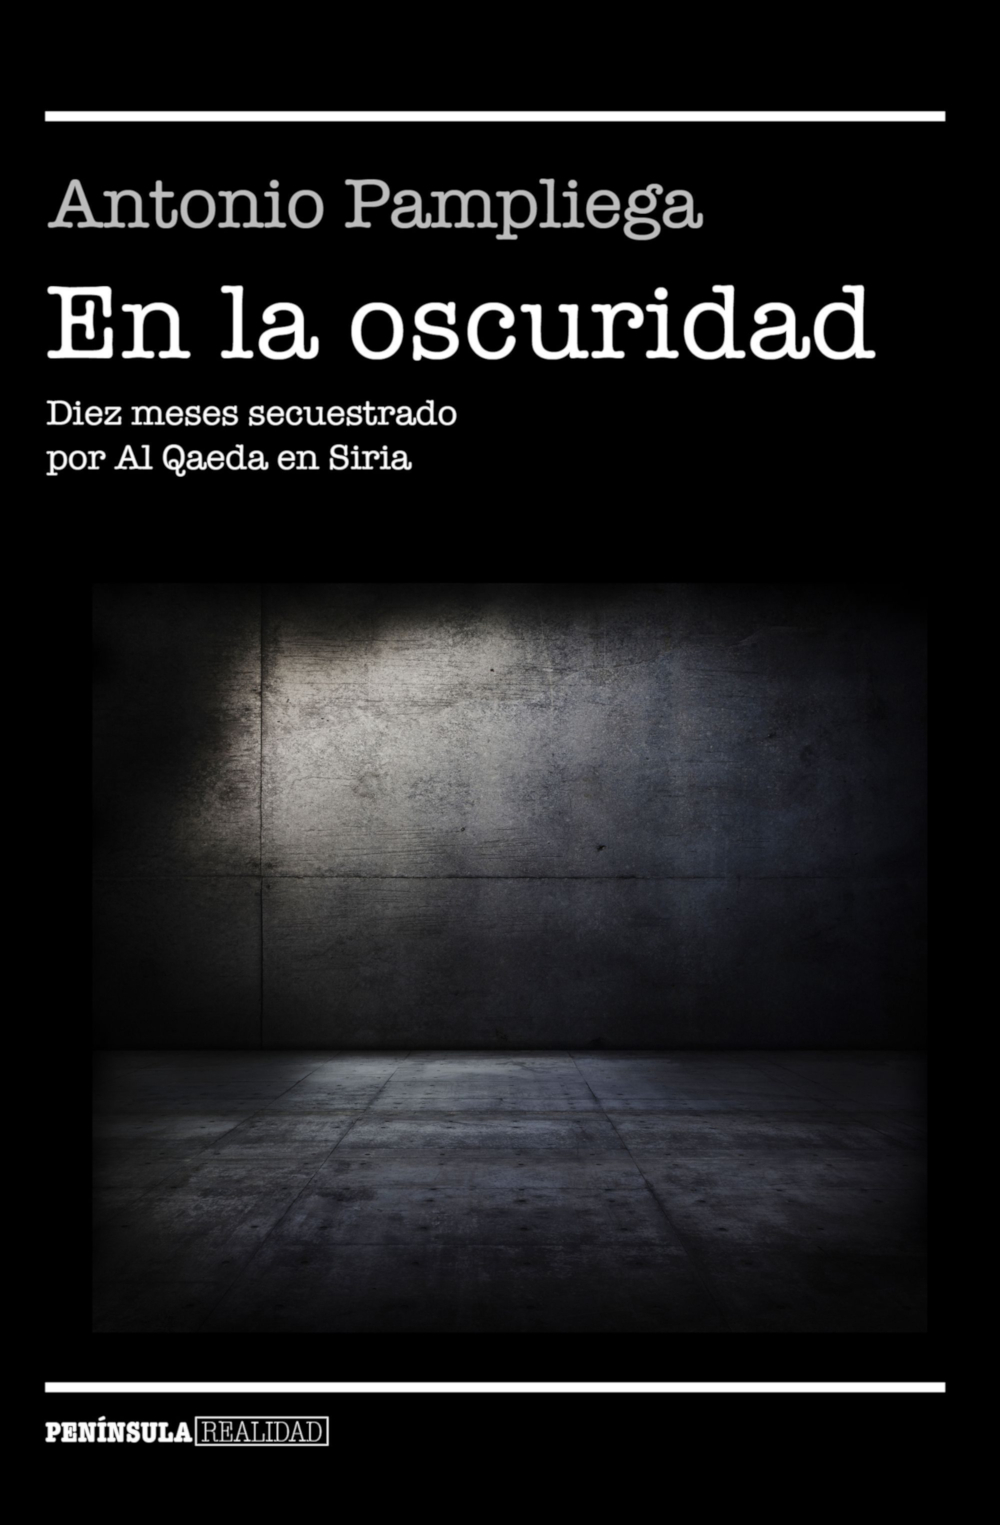 Antonio Pampliega
En la oscuridad
Diez meses secuestrado
por Al Qaeda en Siria
PENÍNSULA REALIDAD